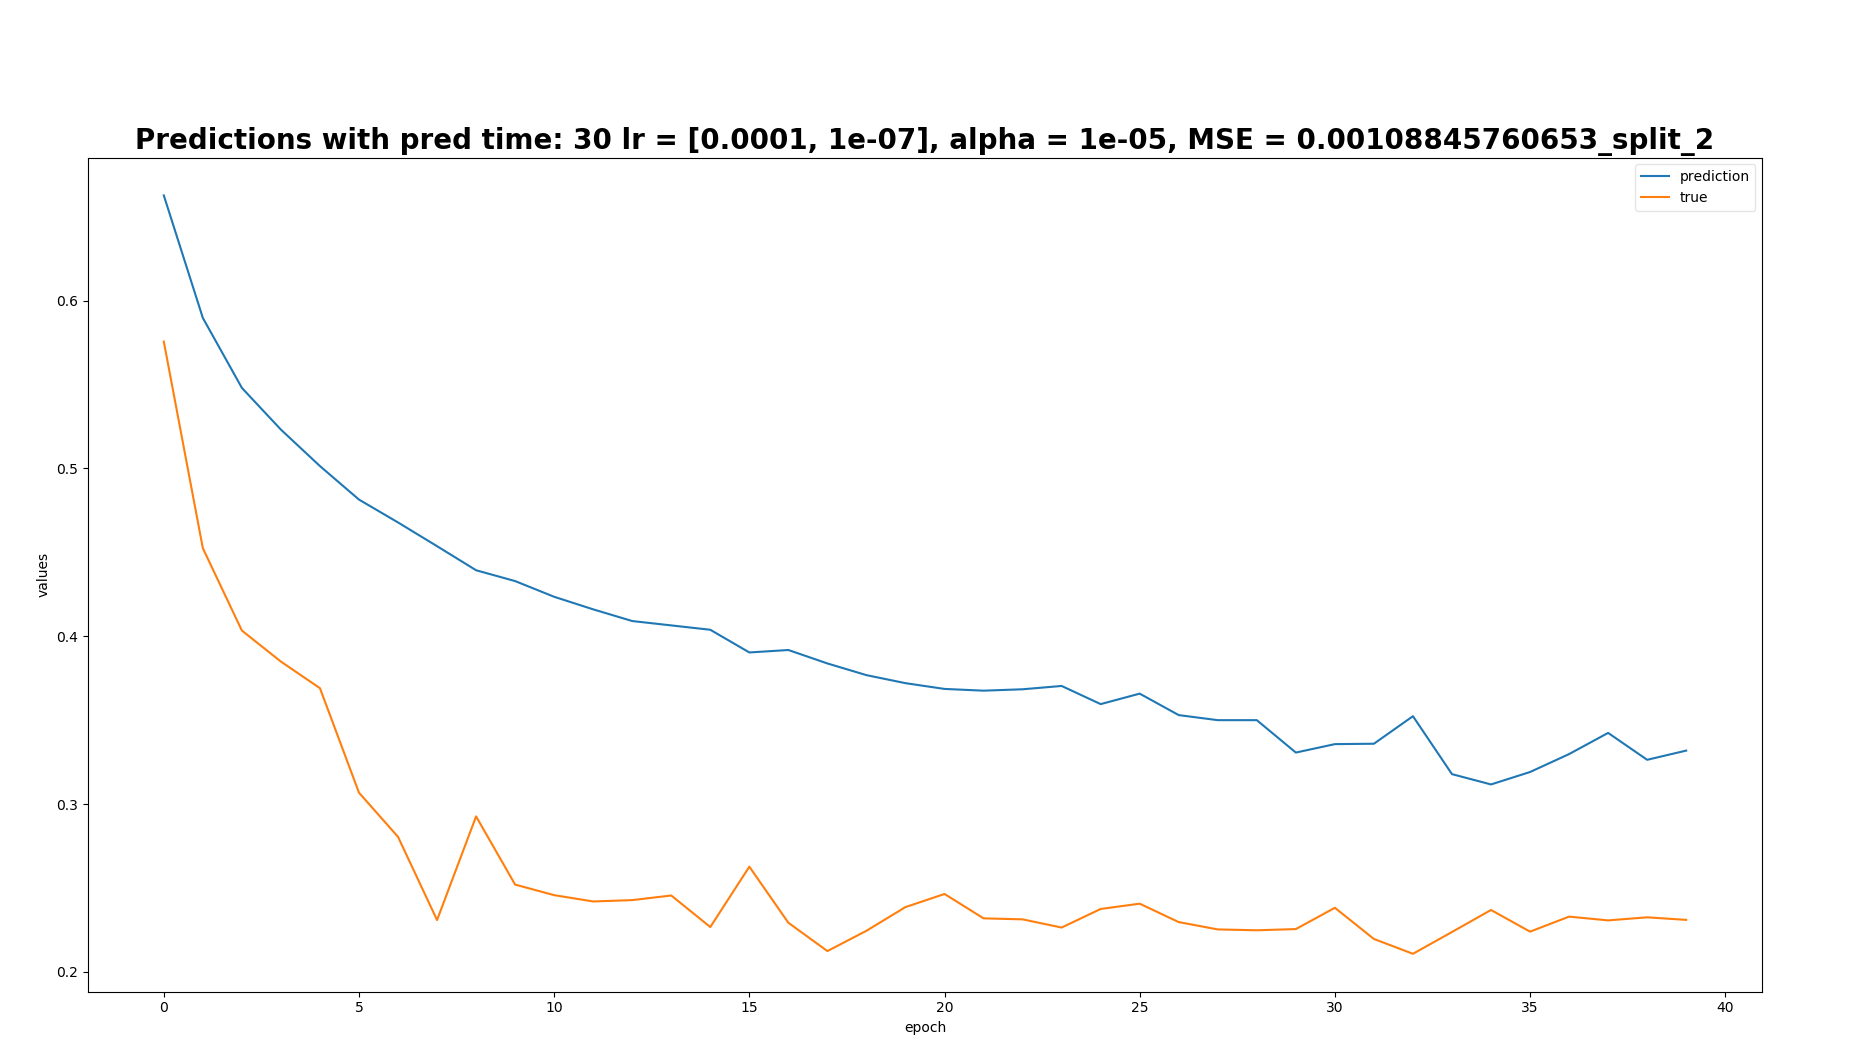 Predictions with pred time: 30 lr = [0.0001, 1e-07], alpha = 1e-05, MSE = 0.00108845760653_split_2
prediction
true
values
0.6
0.5
0.4
0.3
0.2
0 5 10 15 20 25 30 35 40
epoch